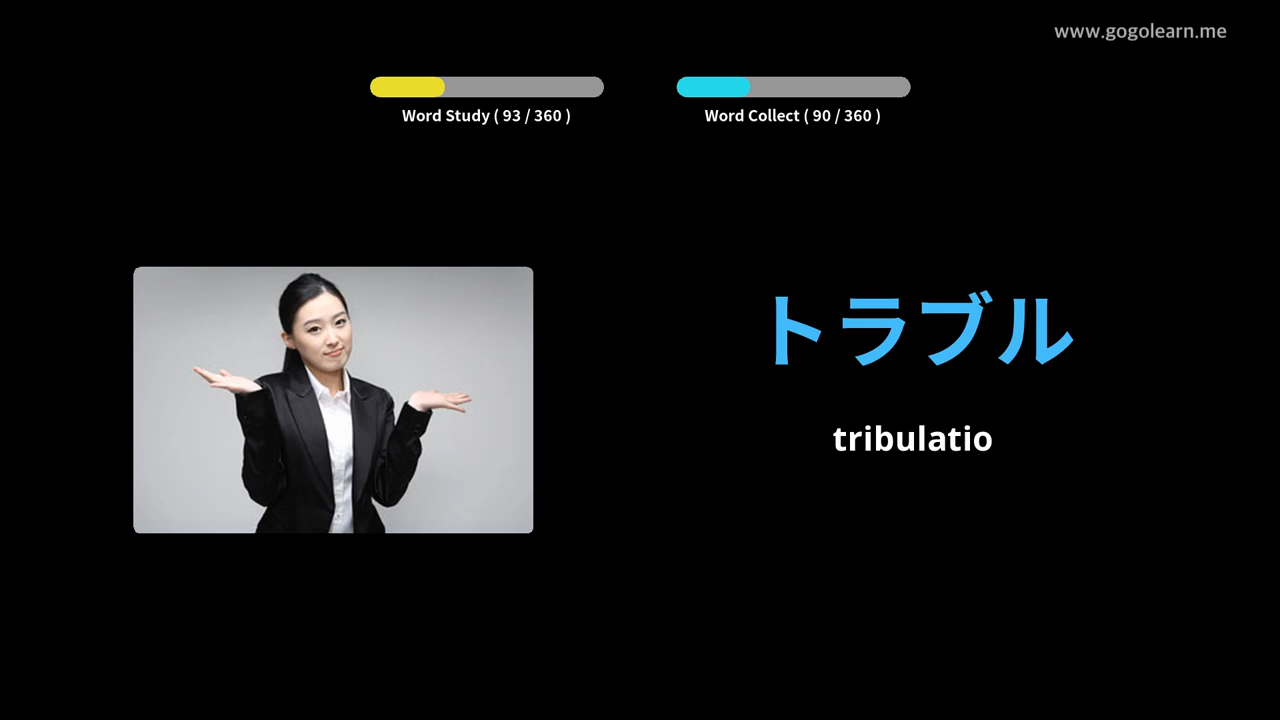 www.gogolearn.me
Word Study ( 93 / 360 )
Word Collect ( 90 / 360 )
トラブル
tribulatio